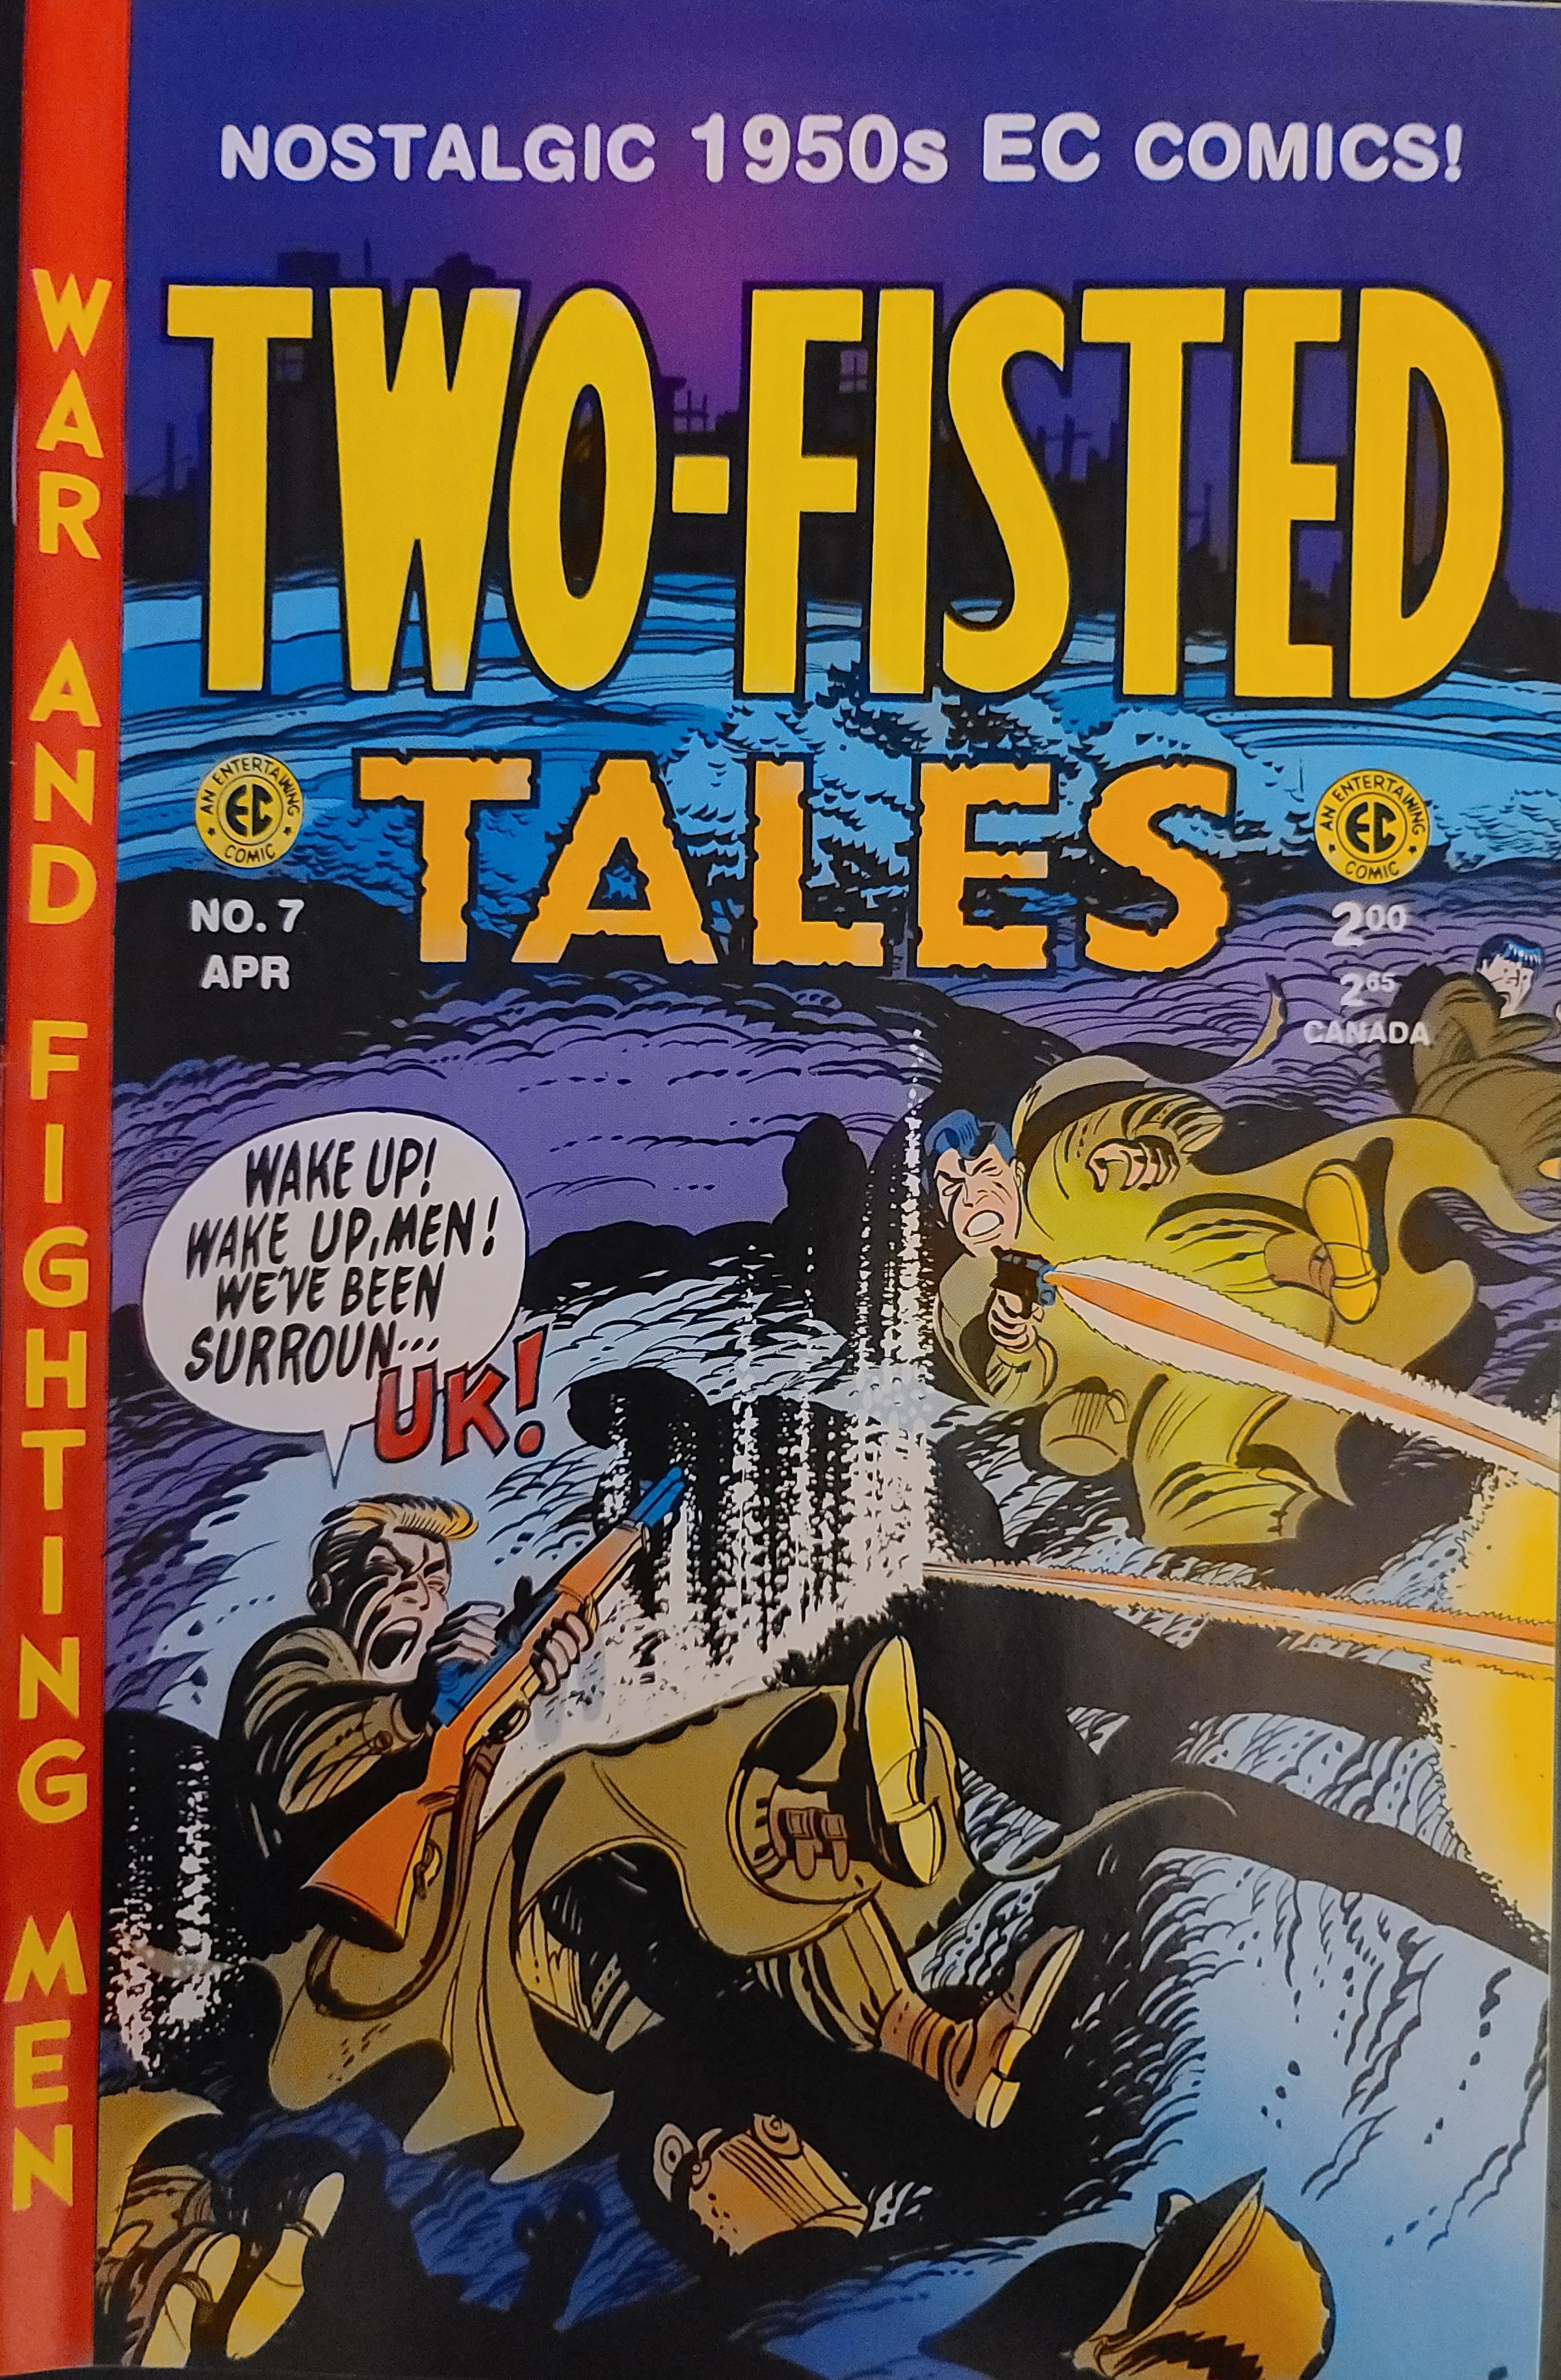 NOSTALGIC 1950s EC COMICS!
TWO-FISTED
TALES
AN ENTERTAINING
EC
COMIC
NO. 7
APR
AN ENTERTAINING
EC
COMIC
2.00
2.65
CANADA
WAR AND FIGHTING MEN
WAKE UP!
WAKE UP, MEN!
WE'VE BEEN
SURROUN...
UK!